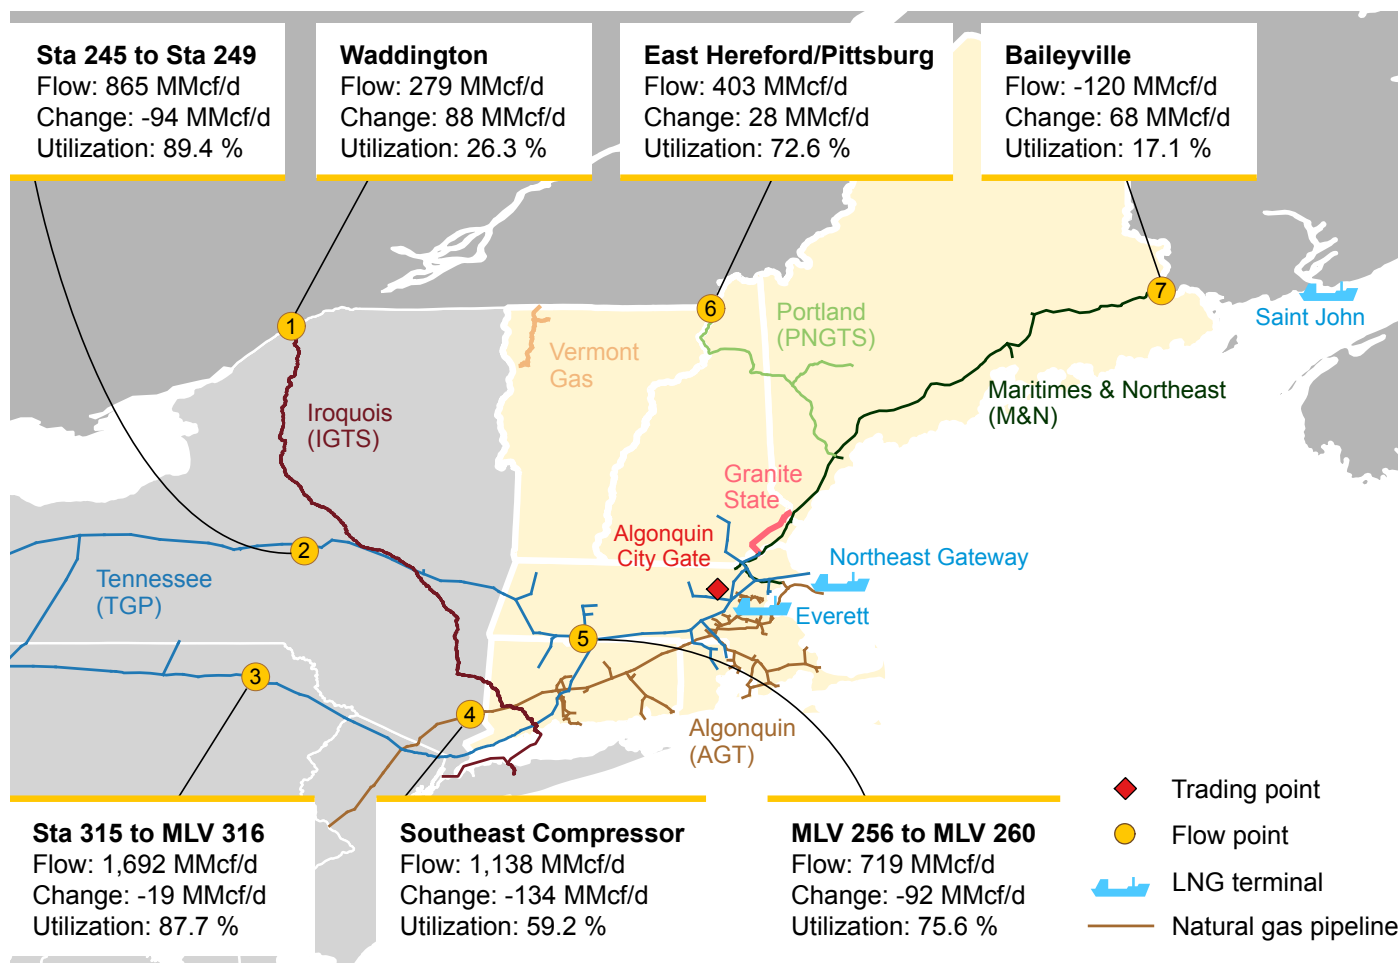 Sta 245 to Sta 249
Flow: 865 MMcf/d
Change: -94 MMcf/d
Utilization: 89.4 %
Waddington
Flow: 279 MMcf/d
Change: 88 MMcf/d
Utilization: 26.3 %
East Hereford/Pittsburg
Flow: 403 MMcf/d
Change: 28 MMcf/d
Utilization: 72.6 %
Baileyville
Flow: -120 MMcf/d
Change: 68 MMcf/d
Utilization: 17.1 %
7
6
1
Saint John
Portland
(PNGTS)
Vermont
Gas
Maritimes & Northeast
(M&N)
Iroquois
(IGTS)
Granite
State
Algonquin
City Gate
2
Northeast Gateway
Tennessee
(TGP)
Everett
5
3
4
Algonquin
(AGT)
Sta 315 to MLV 316
Flow: 1,692 MMcf/d
Change: -19 MMcf/d
Utilization: 87.7 %
Southeast Compressor
Flow: 1,138 MMcf/d
Change: -134 MMcf/d
Utilization: 59.2 %
MLV 256 to MLV 260
Flow: 719 MMcf/d
Change: -92 MMcf/d
Utilization: 75.6 %
Trading point
Flow point
LNG terminal
Natural gas pipeline